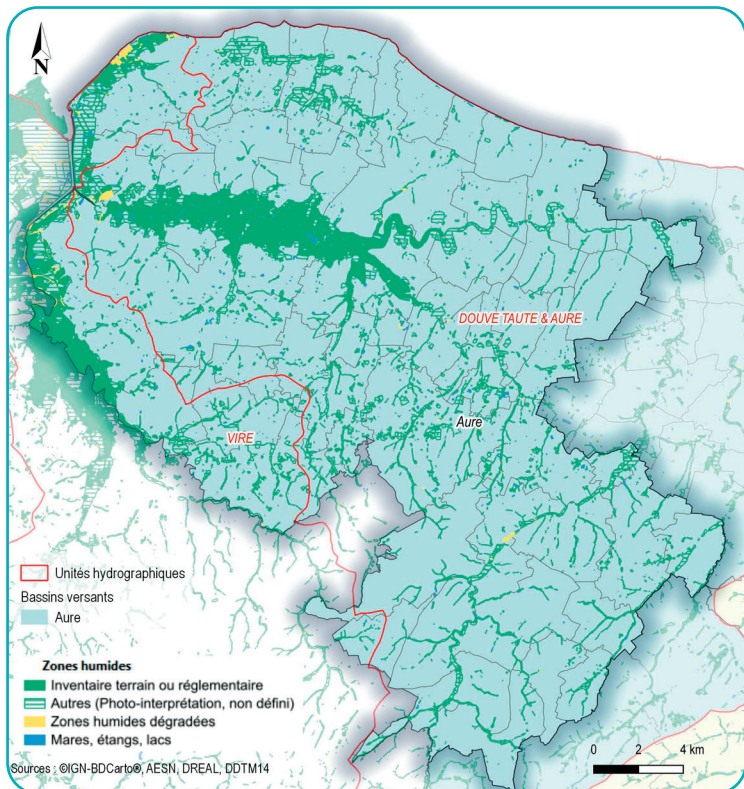 N
DOUVE TAUTE & AURE
Aure
VIRE
Unités hydrographiques
Bassins versants
Aure
Zones humides
Inventaire terrain ou réglementaire
Autres (Photo-interprétation, non défini)
Zones humides dégradées
Mares, étangs, lacs
0 2 4 km
Sources : ©IGN-BDCarto®, AESN, DREAL, DDTM14